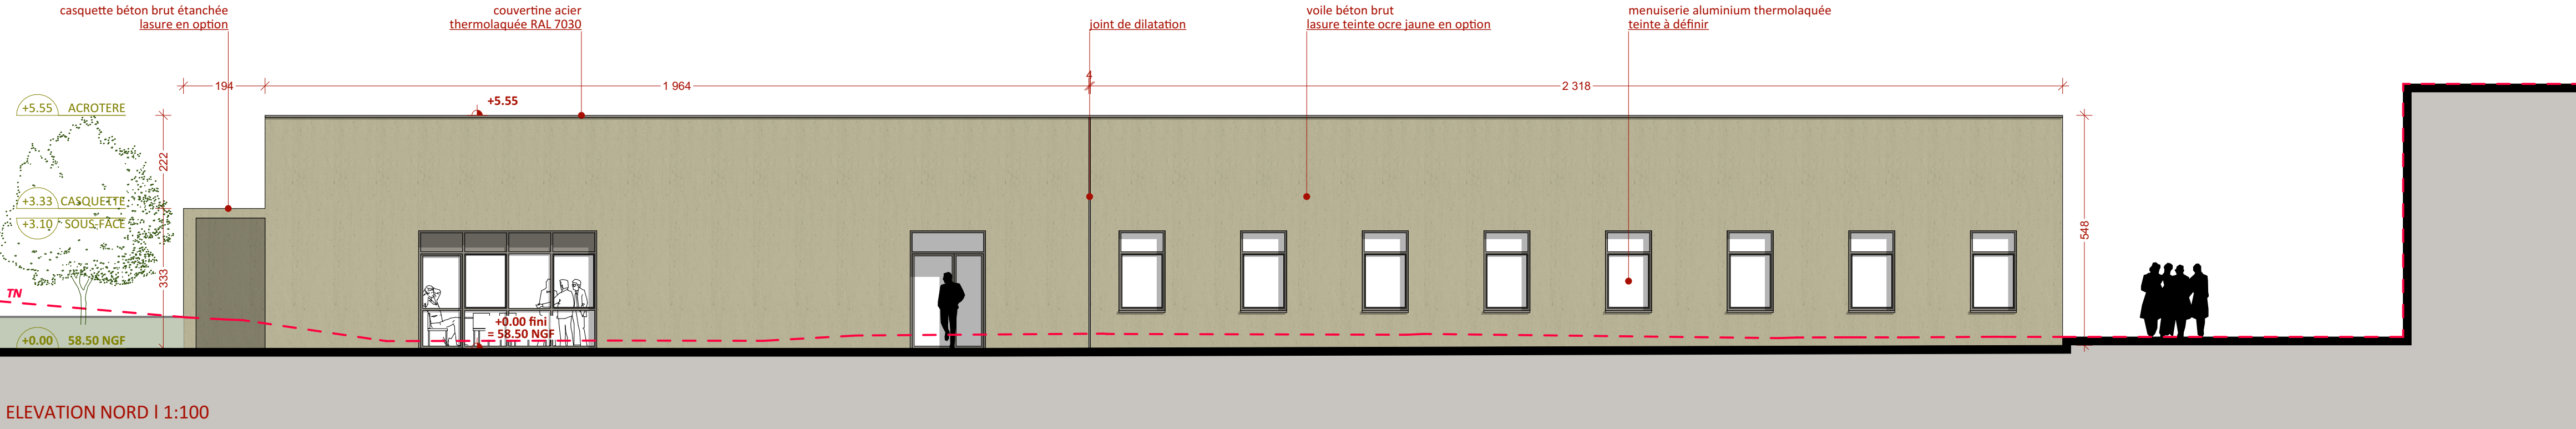 casquette béton brut étanchée
lasure en option
couvertine acier
thermolaquée RAL 7030
joint de dilatation
voile béton brut
lasure teinte ocre jaune en option
menuiserie aluminium thermolaquée
teinte à définir
194
1 964
4
2 318
+5.55
+5.55 ACROTERE
222
+3.33 CASQUETTE
+3.10 SOUS-FACE
548
333
TN
+0.00 fini
= 58.50 NGF
+0.00 58.50 NGF
ELEVATION NORD l 1:100